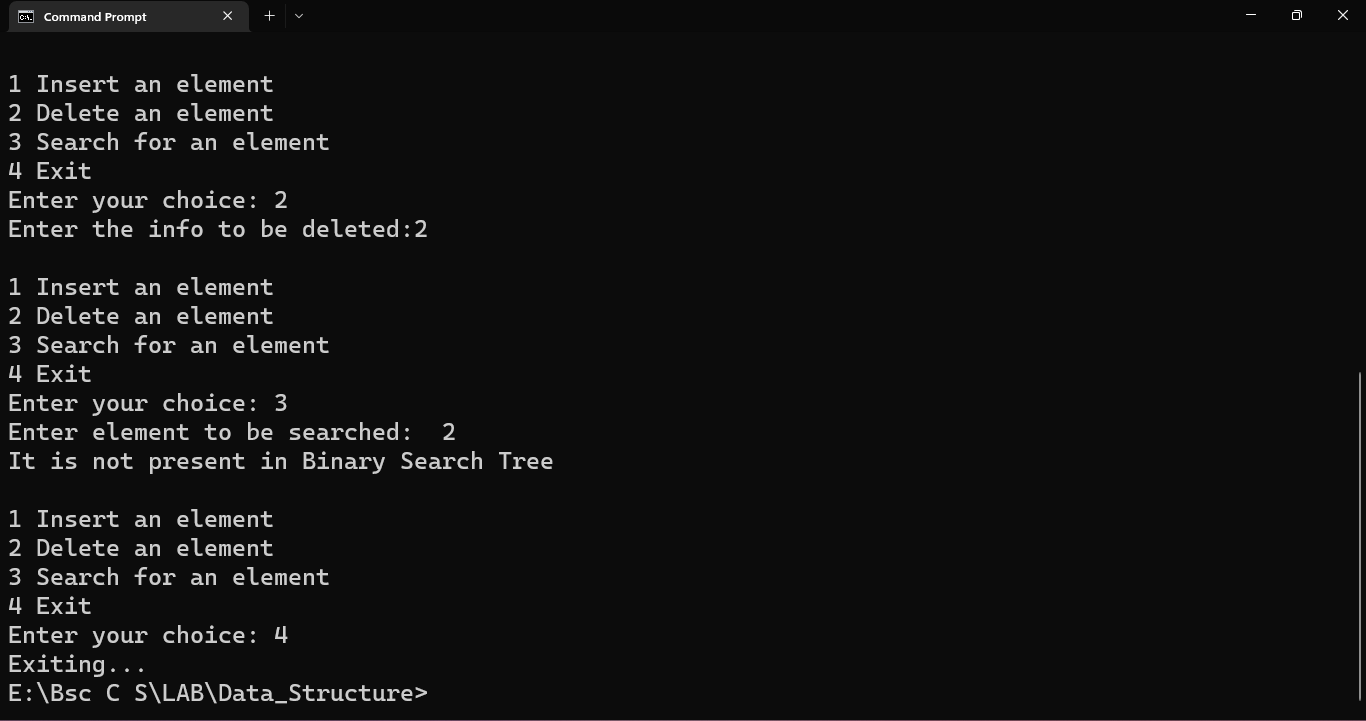 Command Prompt
1 Insert an element
2 Delete an element
3 Search for an element
4 Exit
Enter your choice: 2
Enter the info to be deleted:2
1 Insert an element
2 Delete an element
3 Search for an element
4 Exit
Enter your choice: 3
Enter element to be searched:  2
It is not present in Binary Search Tree
1 Insert an element
2 Delete an element
3 Search for an element
4 Exit
Enter your choice: 4
Exiting...
E:\Bsc C S\LAB\Data_Structure>